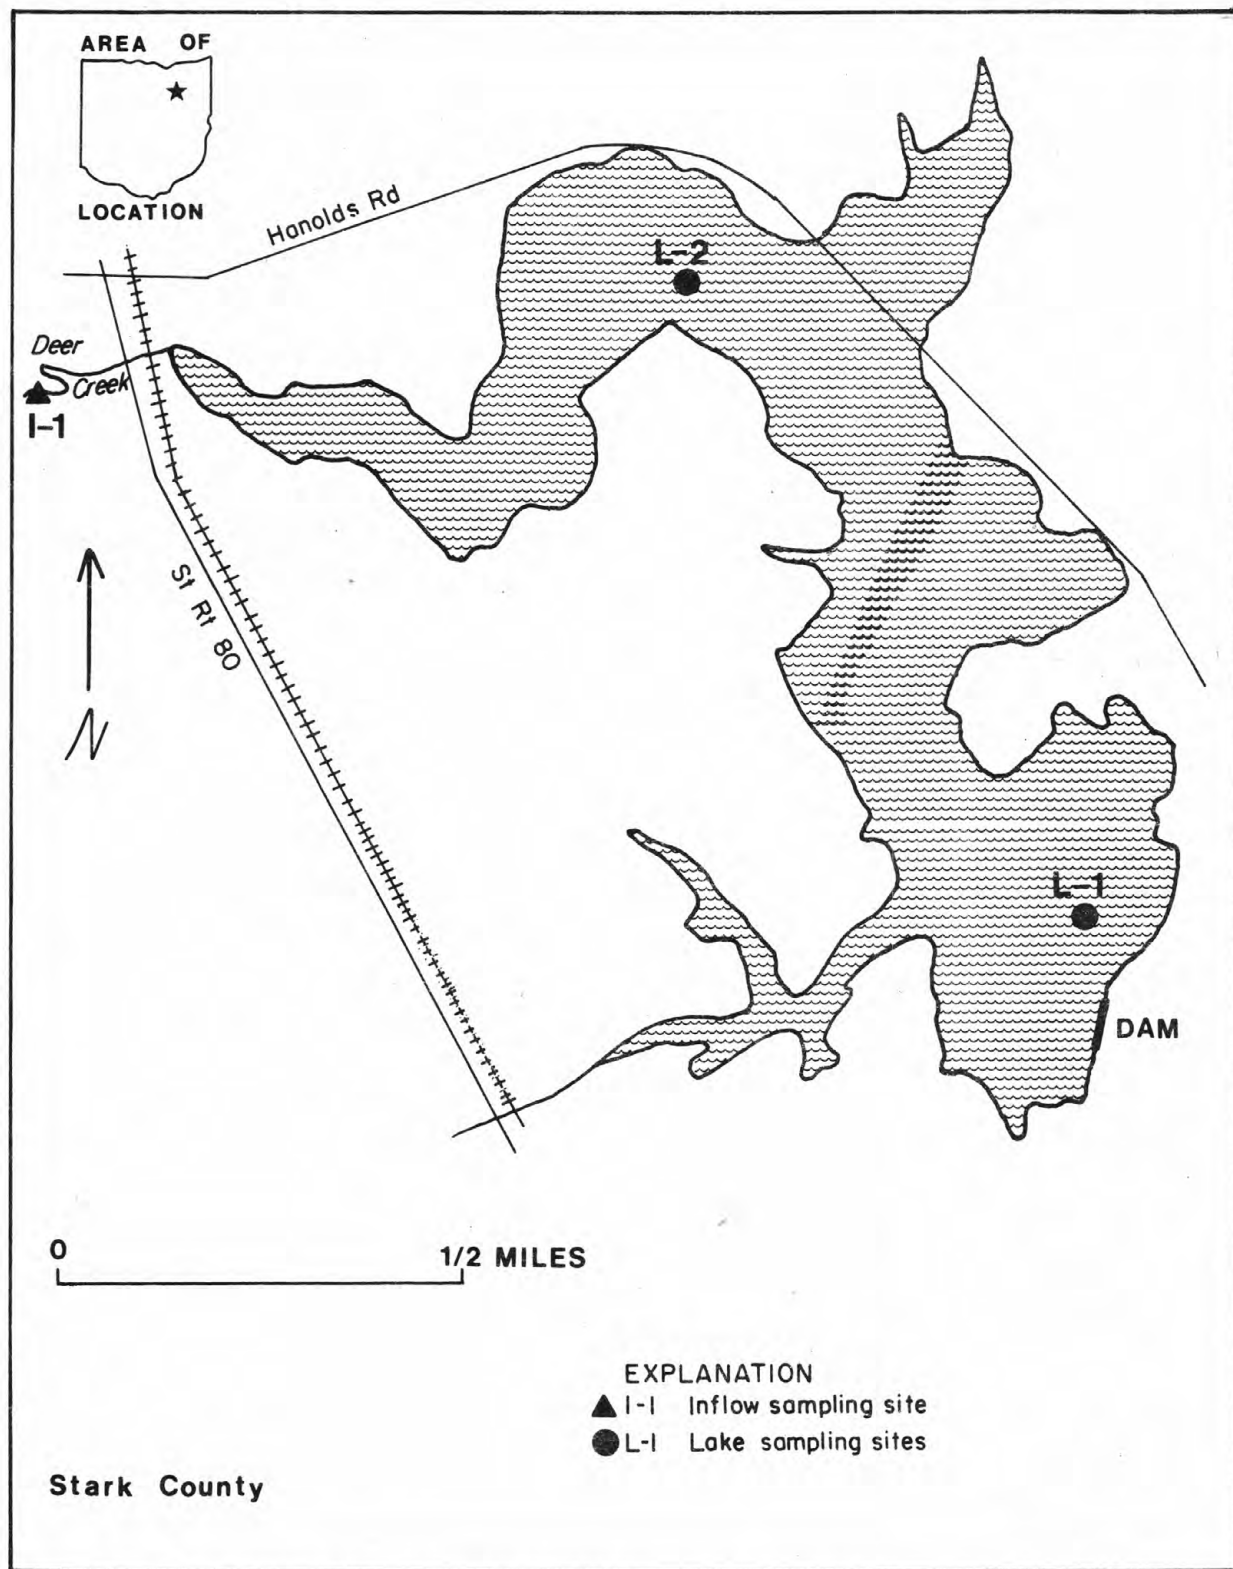 AREA OF
LOCATION
Hanolds Rd
L-2
Deer
Creek
I-1
St Rt 80
N
L-1
DAM
0 1/2 MILES
EXPLANATION
I-1 Inflow sampling site
L-1 Lake sampling sites
Stark County